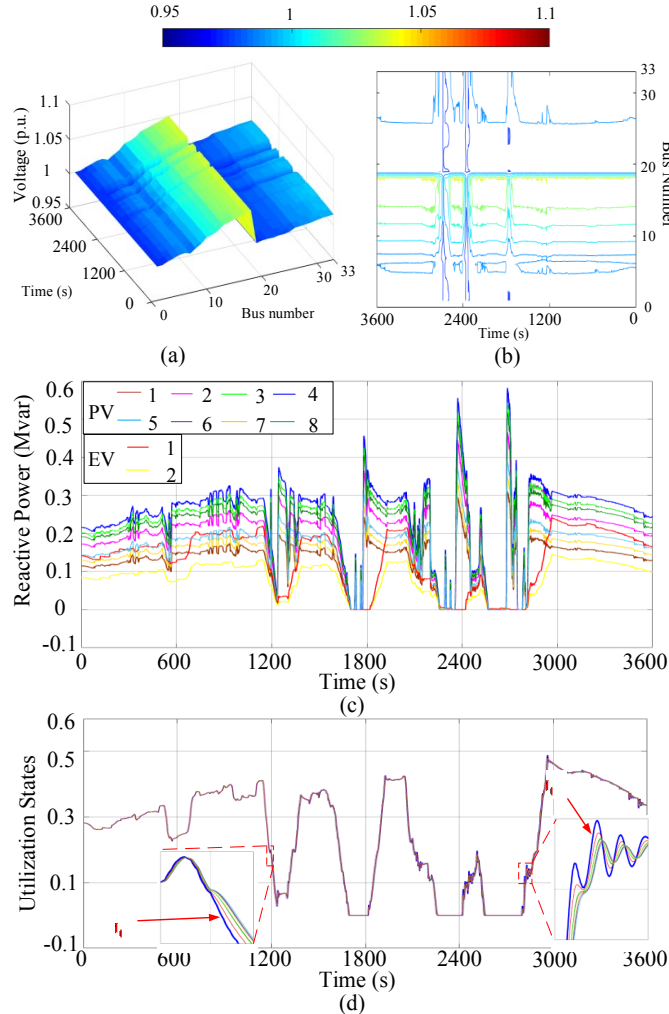 0.95 1 1.05 1.1
Voltage (p.u.)
1.1
1.05
1
0.95
3600
2400
1200
0
Time (s)
0 10 20 30 33
Bus number
(a)
33
30
20
10
0
Bus Number
3600 2400 1200 0
Time (s)
(b)
Reactive Power (Mvar)
0.6
0.5
0.4
0.3
0.2
0.1
0
-0.1
PV 1 2 3 4
5 6 7 8
EV 1
2
0 600 1200 1800 2400 3000 3600
Time (s)
(c)
Utilization States
0.6
0.5
0.3
0.1
-0.1
0 600 1200 1800 2400 3000 3600
Time (s)
(d)